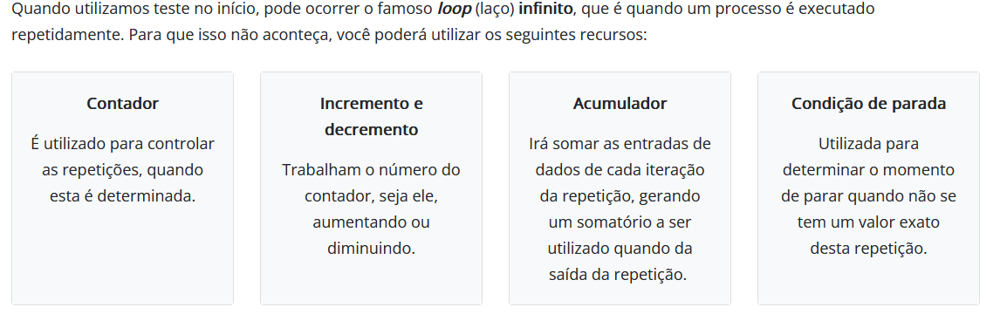 Quando utilizamos teste no início, pode ocorrer o famoso loop (laço) infinito, que é quando um processo é executado
repetidamente. Para que isso não aconteça, você poderá utilizar os seguintes recursos:
Contador
É utilizado para controlar
as repetições, quando
esta é determinada.
Incremento e
decremento
Trabalham o número do
contador, seja ele,
aumentando ou
diminuindo.
Acumulador
Irá somar as entradas de
dados de cada iteração
da repetição, gerando
um somatório a ser
utilizado quando da
saída da repetição.
Condição de parada
Utilizada para
determinar o momento
de parar quando não se
tem um valor exato
desta repetição.